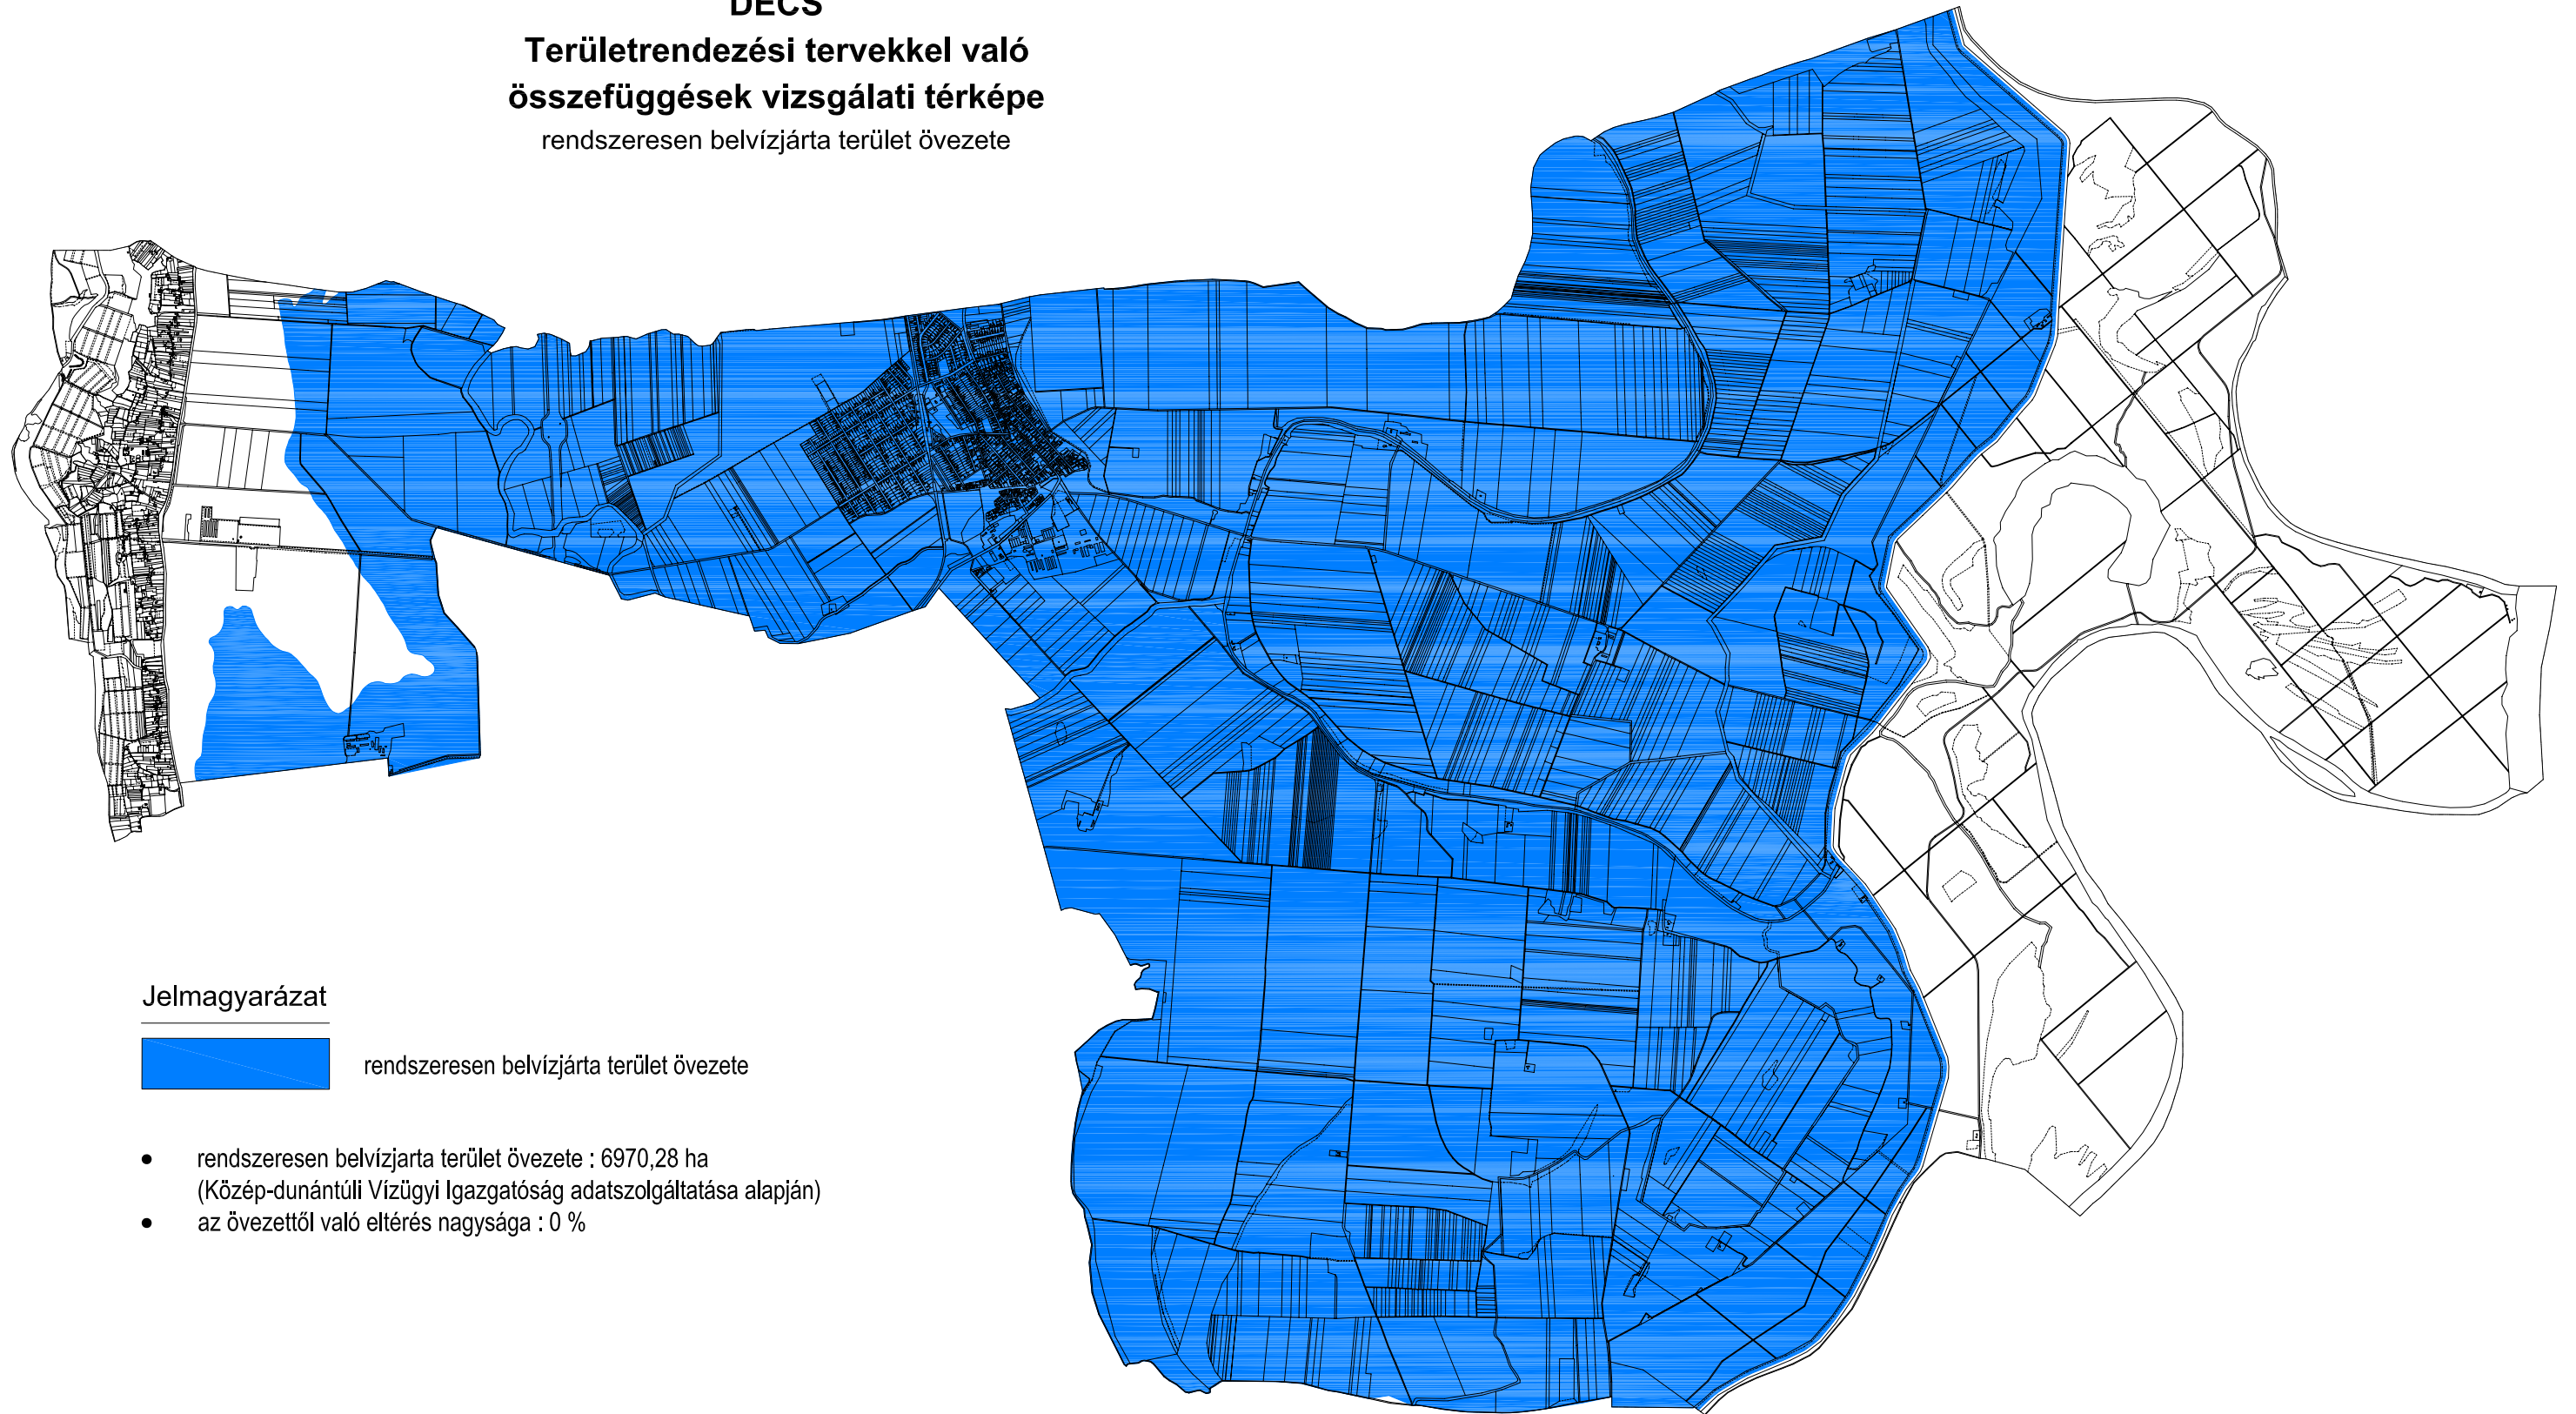 DECS
Területrendezési tervekkel való
összefüggések vizsgálati térképe
rendszeresen belvízjárta terület övezete
Jelmagyarázat
rendszeresen belvízjárta terület övezete
• rendszeresen belvízjarta terület övezete : 6970,28 ha
(Közép-dunántúli Vízügyi Igazgatóság adatszolgáltatása alapján)
• az övezettől való eltérés nagysága : 0 %